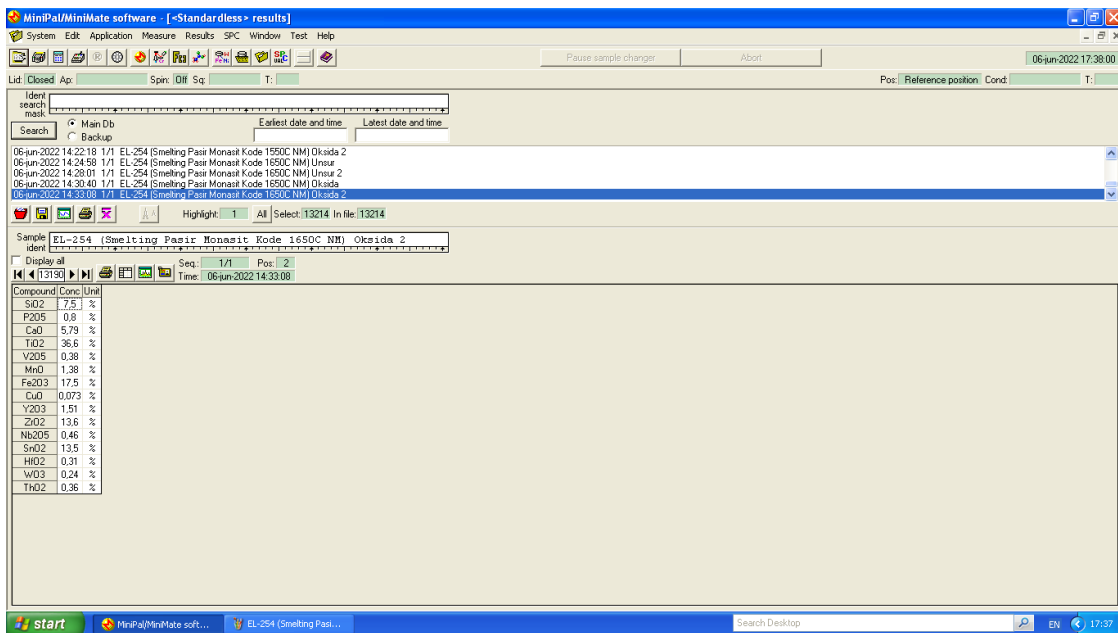 MiniPal/MiniMate software - [<Standardless> results]
System Edit Application Measure Results SPC Window Test Help
Pause sample changer Abort 06-jun-2022 17:38:00
Lid: Closed Ap: Spin: Off Sq: T: Pos: Reference position Cond: T:
Ident search mask
Search Main Db Earliest date and time Latest date and time
Backup
06-jun-2022 14:22:18 1/1 EL-254 (Smelting Pasir Monasit Kode 1550C NM) Oksida 2
06-jun-2022 14:24:58 1/1 EL-254 (Smelting Pasir Monasit Kode 1650C NM) Unsur
06-jun-2022 14:28:01 1/1 EL-254 (Smelting Pasir Monasit Kode 1650C NM) Unsur 2
06-jun-2022 14:30:40 1/1 EL-254 (Smelting Pasir Monasit Kode 1650C NM) Oksida
06-jun-2022 14:33:08 1/1 EL-254 (Smelting Pasir Monasit Kode 1650C NM) Oksida 2
Highlight: 1 All Select: 13214 In file: 13214
Sample ident EL-254 (Smelting Pasir Monasit Kode 1650C NM) Oksida 2
Display all Seq.: 1/1 Pos: 2
13190 Time: 06-jun-2022 14:33:08
Compound Conc Unit
SiO2 7,5 %
P2O5 0,8 %
CaO 5,79 %
TiO2 36,6 %
V2O5 0,38 %
MnO 1,38 %
Fe2O3 17,5 %
CuO 0,073 %
Y2O3 1,51 %
ZrO2 13,6 %
Nb2O5 0,46 %
SnO2 13,5 %
HfO2 0,31 %
WO3 0,24 %
ThO2 0,36 %
start MiniPal/MiniMate soft... EL-254 (Smelting Pasi... Search Desktop EN 17:37